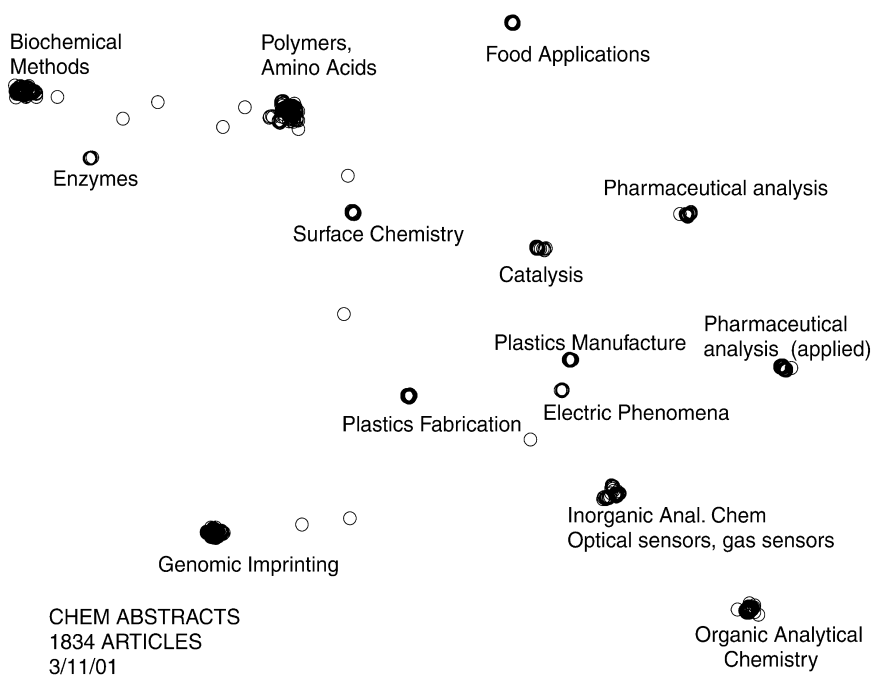 Biochemical
Methods
Polymers,
Amino Acids
Food Applications
Enzymes
Pharmaceutical analysis
Surface Chemistry
Catalysis
Plastics Manufacture
Pharmaceutical
analysis (applied)
Electric Phenomena
Plastics Fabrication
Inorganic Anal. Chem
Optical sensors, gas sensors
Genomic Imprinting
CHEM ABSTRACTS
1834 ARTICLES
3/11/01
Organic Analytical
Chemistry